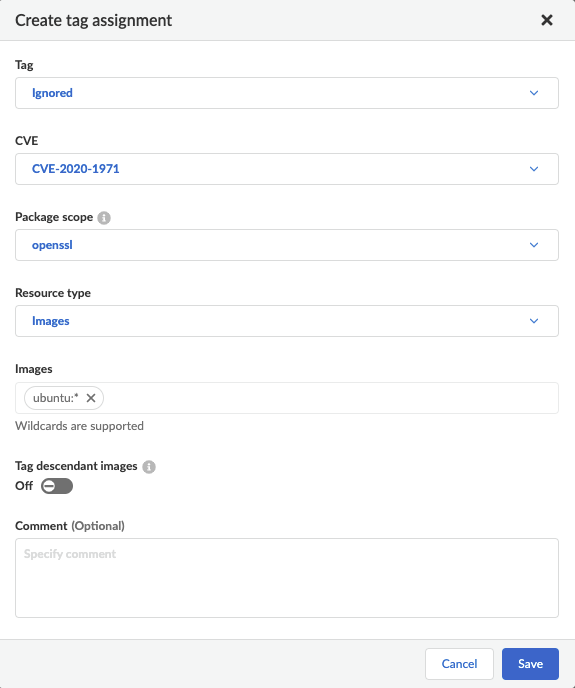 Create tag assignment
Tag
Ignored
CVE
CVE-2020-1971
Package scope
openssl
Resource type
Images
Images
ubuntu:*
Wildcards are supported
Tag descendant images
Off
Comment (Optional)
Specify comment
Cancel Save